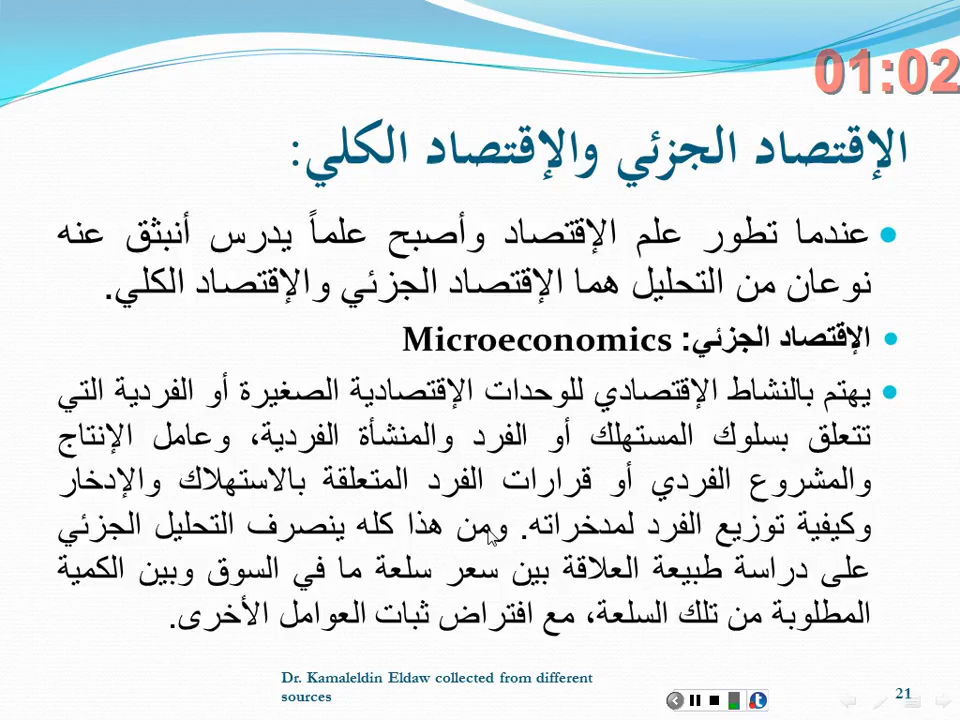 01:02
الإقتصاد الجزئي والإقتصاد الكلي:
عندما تطور علم الإقتصاد وأصبح علماً يدرس أنبثق عنه
نوعان من التحليل هما الإقتصاد الجزئي والإقتصاد الكلي.
الإقتصاد الجزئي: Microeconomics
يهتم بالنشاط الإقتصادي للوحدات الإقتصادية الصغيرة أو الفردية التي
تتعلق بسلوك المستهلك أو الفرد والمنشأة الفردية، وعامل الإنتاج
والمشروع الفردي أو قرارات الفرد المتعلقة بالاستهلاك والإدخار
وكيفية توزيع الفرد لمدخراته. ومن هذا كله ينصرف التحليل الجزئي
على دراسة طبيعة العلاقة بين سعر سلعة ما في السوق وبين الكمية
المطلوبة من تلك السلعة، مع افتراض ثبات العوامل الأخرى.
Dr. Kamaleldin Eldaw collected from different
sources
21